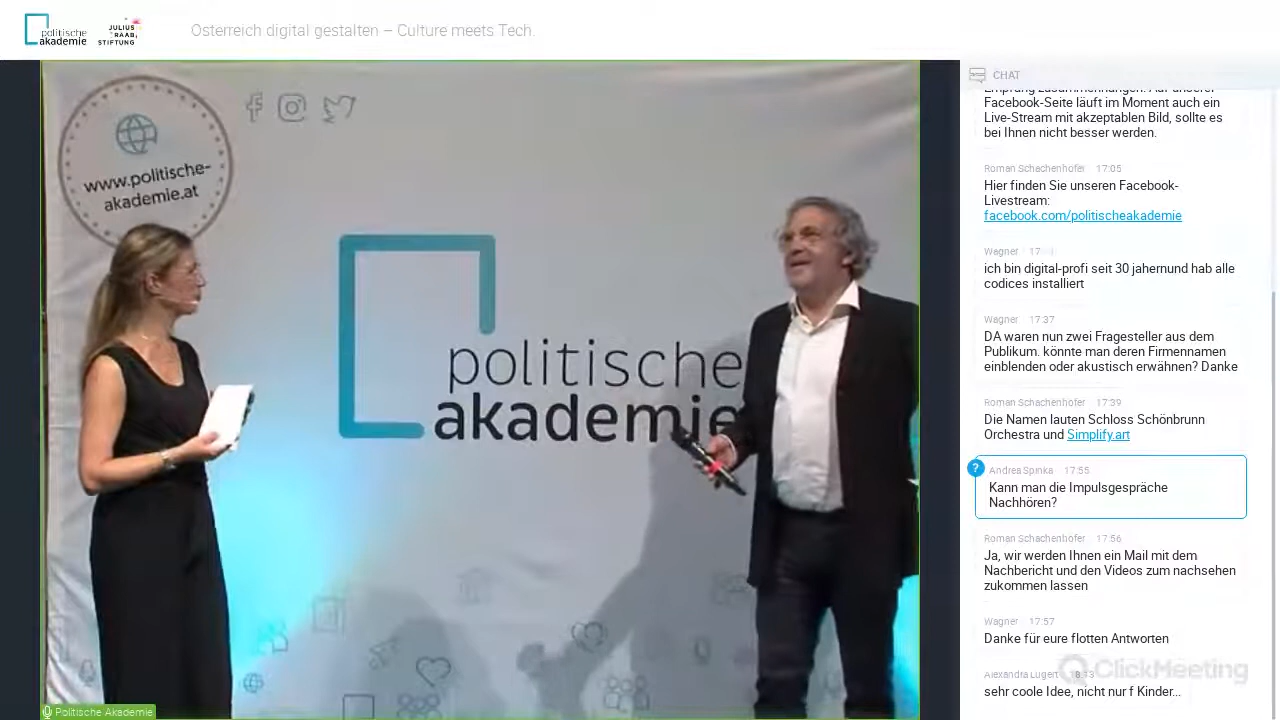 politische
akademie
JULIUS
RAAB
STIFTUNG
Österreich digital gestalten – Culture meets Tech.
www.politische-
akademie.at
politische
akademie
Politische Akademie
CHAT
Facebook-Seite läuft im Moment auch ein
Live-Stream mit akzeptablen Bild, sollte es
bei Ihnen nicht besser werden.
Roman Schachenhofer 17:05
Hier finden Sie unseren Facebook-
Livestream:
facebook.com/politischeakademie
Wagner
ich bin digital-profi seit 30 jahernund hab alle
codices installiert
Wagner 17:37
DA waren nun zwei Fragesteller aus dem
Publikum. könnte man deren Firmennamen
einblenden oder akustisch erwähnen? Danke
Roman Schachenhofer 17:39
Die Namen lauten Schloss Schönbrunn
Orchestra und Simplify.art
?
Andrea Spinka 17:55
Kann man die Impulsgespräche
Nachhören?
Roman Schachenhofer 17:56
Ja, wir werden Ihnen ein Mail mit dem
Nachbericht und den Videos zum nachsehen
zukommen lassen
Wagner 17:57
Danke für eure flotten Antworten
Alexandra Lugert 18:13
sehr coole Idee, nicht nur f Kinder...
ClickMeeting